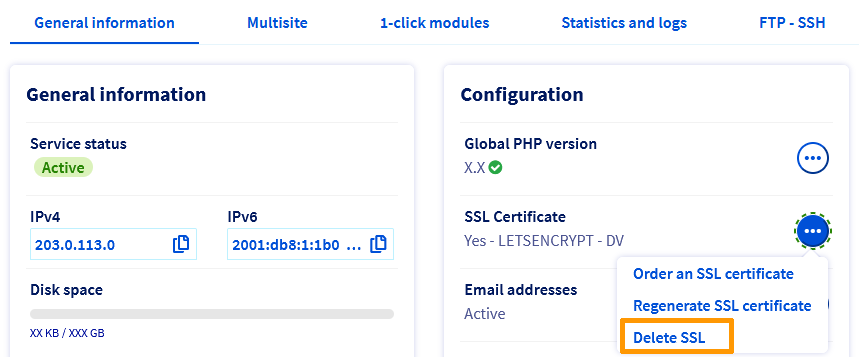 General information
Multisite
1-click modules
Statistics and logs
FTP - SSH
General information
Service status
Active
IPv4
IPv6
203.0.113.0
2001:db8:1:1b0 ...
Disk space
XX KB / XXX GB
Configuration
Global PHP version
X.X
SSL Certificate
Yes - LETSENCRYPT - DV
Email addresses
Active
Order an SSL certificate
Regenerate SSL certificate
Delete SSL